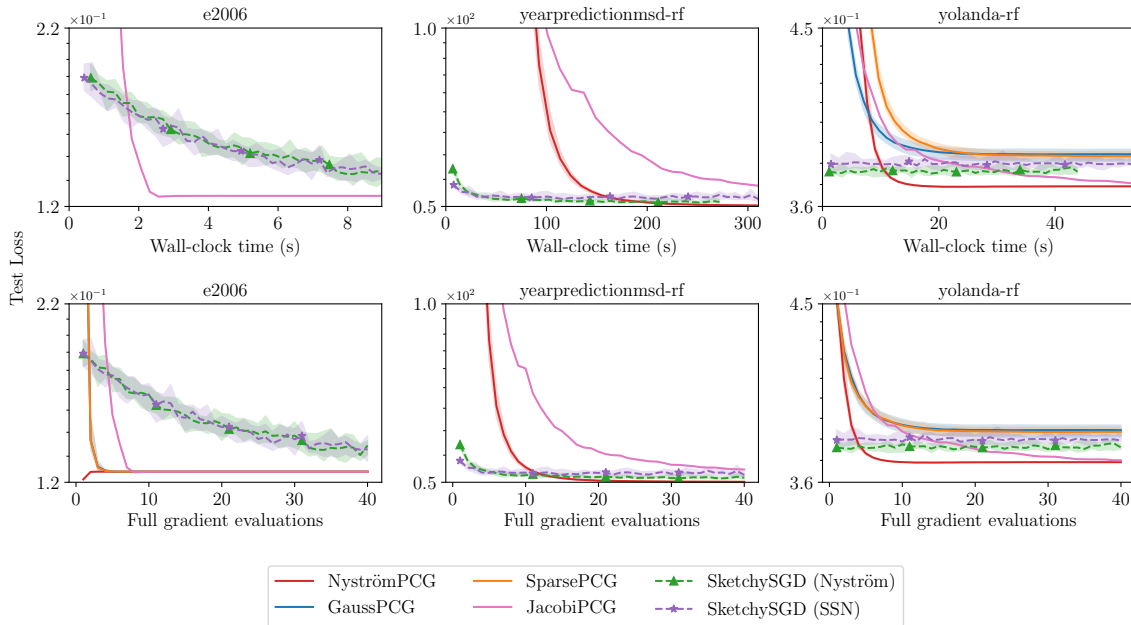 e2006
yearpredictionmsd-rf
yolanda-rf
×10⁻¹
×10²
×10⁻¹
2.2
1.2
0 2 4 6 8
Wall-clock time (s)
1.0
0.5
100 200 300
Wall-clock time (s)
4.5
3.6
20 40
Wall-clock time (s)
Test Loss
e2006
yearpredictionmsd-rf
yolanda-rf
×10⁻¹
×10²
×10⁻¹
2.2
1.2
0 10 20 30 40
Full gradient evaluations
1.0
0.5
0 10 20 30 40
Full gradient evaluations
4.5
3.6
0 10 20 30 40
Full gradient evaluations
NyströmPCG
SparsePCG
SketchySGD (Nyström)
GaussPCG
JacobiPCG
SketchySGD (SSN)